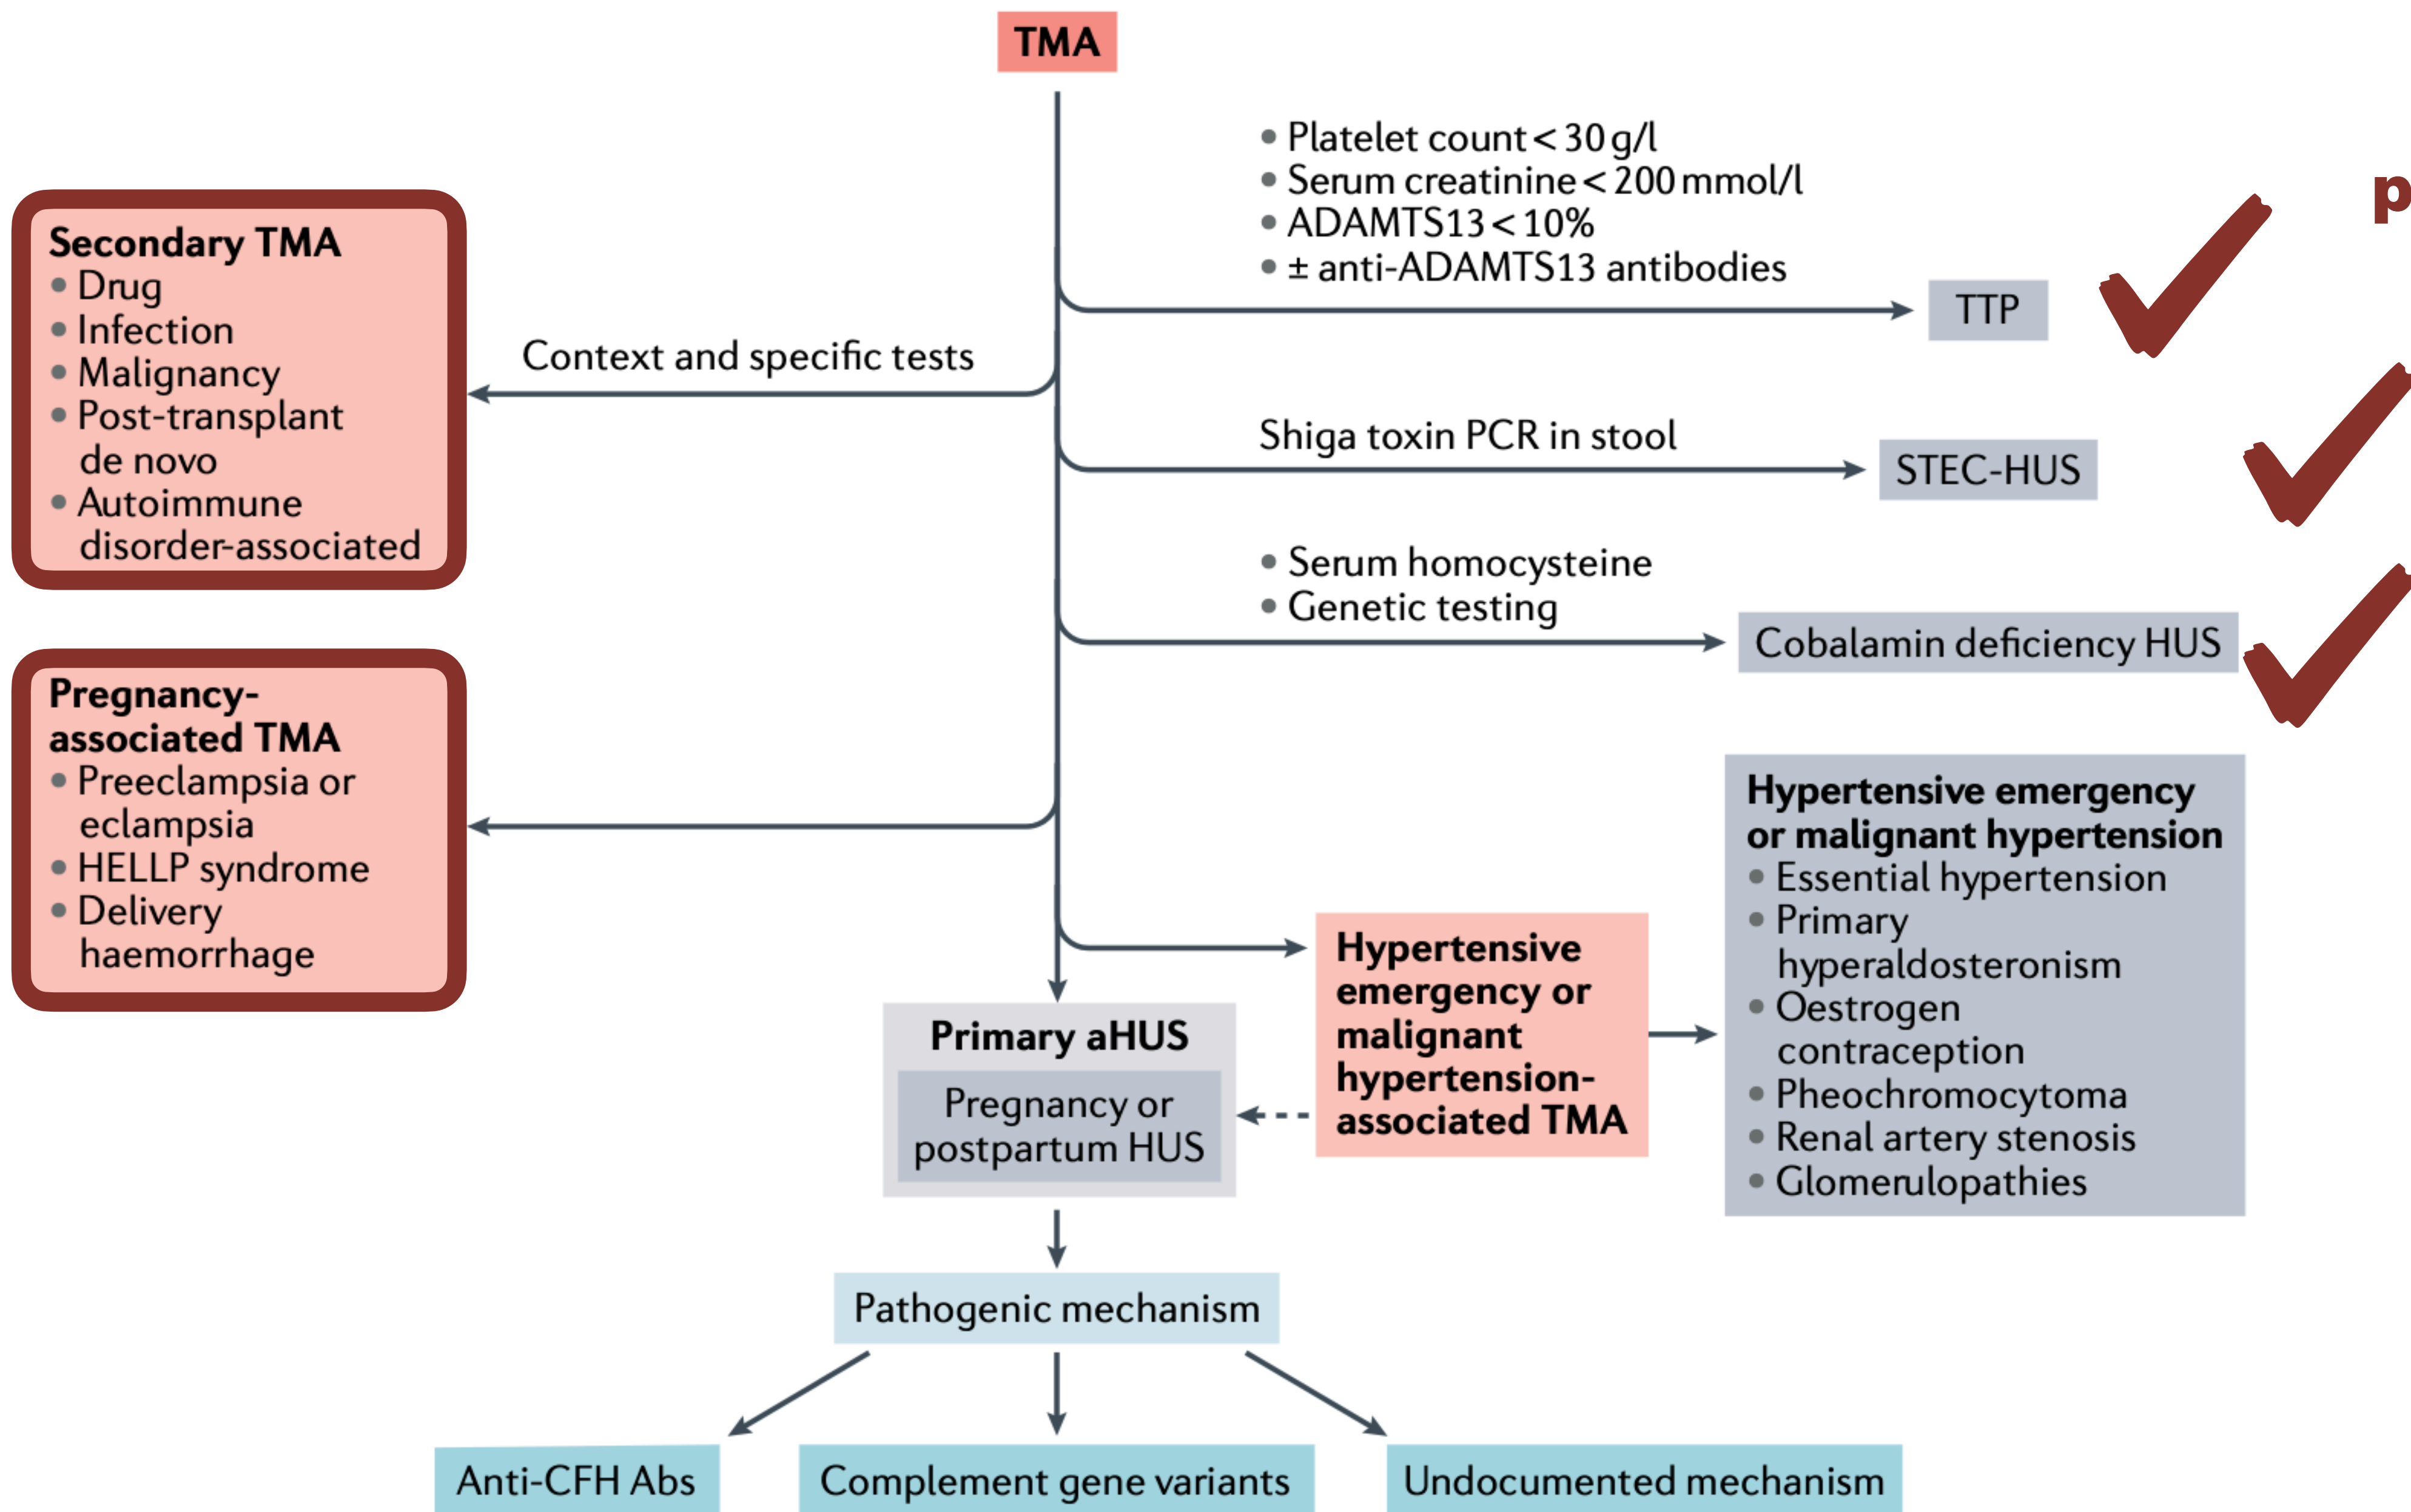 TMA
• Platelet count < 30 g/l
• Serum creatinine < 200 mmol/l
• ADAMTS13 < 10%
• ± anti-ADAMTS13 antibodies
p
TTP
Secondary TMA
• Drug
• Infection
• Malignancy
• Post-transplant
de novo
• Autoimmune
disorder-associated
Context and specific tests
Shiga toxin PCR in stool
STEC-HUS
• Serum homocysteine
• Genetic testing
Cobalamin deficiency HUS
Pregnancy-
associated TMA
• Preeclampsia or
eclampsia
• HELLP syndrome
• Delivery
haemorrhage
Hypertensive
emergency or
malignant
hypertension-
associated TMA
Hypertensive emergency
or malignant hypertension
• Essential hypertension
• Primary
hyperaldosteronism
• Oestrogen
contraception
• Pheochromocytoma
• Renal artery stenosis
• Glomerulopathies
Primary aHUS
Pregnancy or
postpartum HUS
Pathogenic mechanism
Anti-CFH Abs
Complement gene variants
Undocumented mechanism